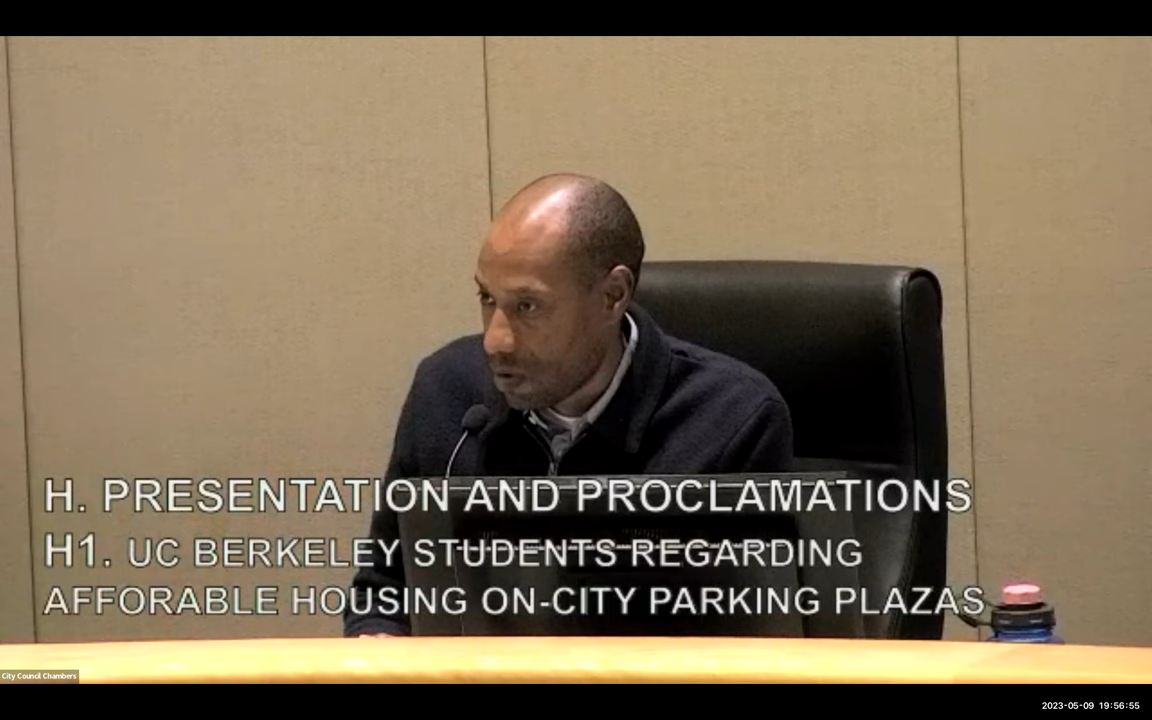 H. PRESENTATION AND PROCLAMATIONS
H1. UC BERKELEY STUDENTS REGARDING
AFFORABLE HOUSING ON-CITY PARKING PLAZAS
City Council Chambers
2023-05-09 19:56:55